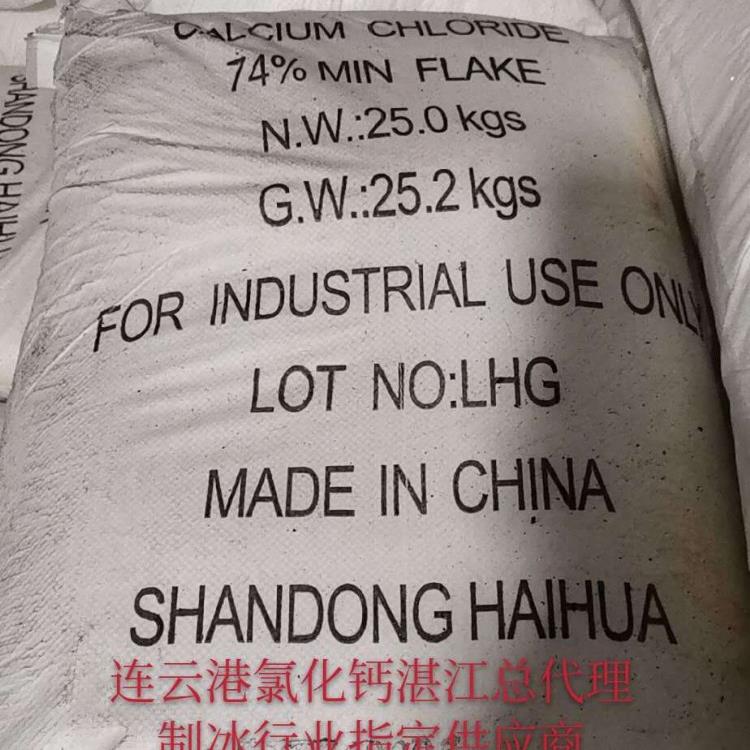 CALCIUM CHLORIDE
74% MIN FLAKE
N.W.:25.0 kgs
G.W.:25.2 kgs
FOR INDUSTRIAL USE ONLY
LOT NO:LHG
MADE IN CHINA
SHANDONG HAIHUA
连云港氯化钙湛江总代理
制冰行业指定供应商
SHANDONG HAIH